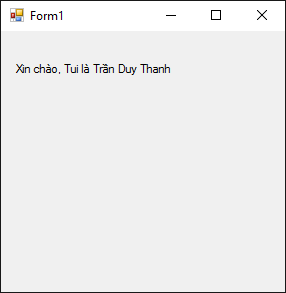 Form1
Xin chào, Tui là Trần Duy Thanh